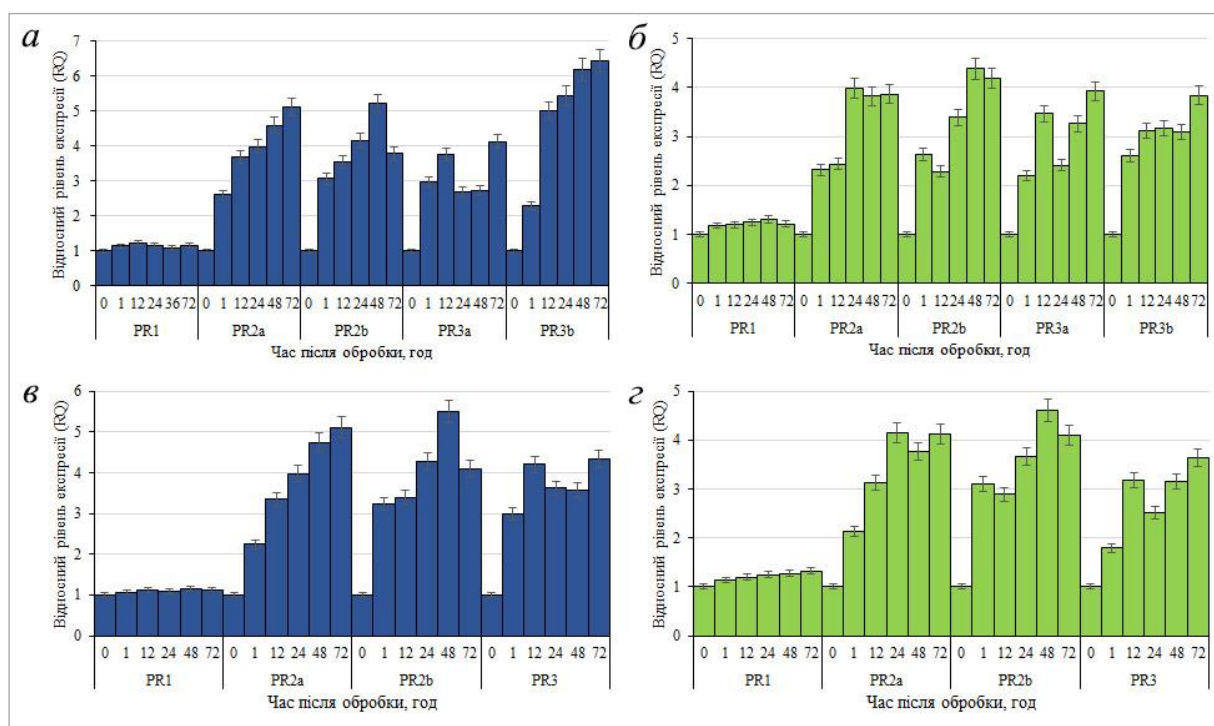 а
Відносний рівень експресії (RQ)
7
6
5
4
3
2
1
0
0 1 12 24 36 72 0 1 12 24 48 72 0 1 12 24 48 72 0 1 12 24 48 72 0 1 12 24 48 72
PR1 PR2a PR2b PR3a PR3b
Час після обробки, год
б
Відносний рівень експресії (RQ)
5
4
3
2
1
0
0 1 12 24 48 72 0 1 12 24 48 72 0 1 12 24 48 72 0 1 12 24 48 72 0 1 12 24 48 72
PR1 PR2a PR2b PR3a PR3b
Час після обробки, год
в
Відносний рівень експресії (RQ)
6
5
4
3
2
1
0
0 1 12 24 48 72 0 1 12 24 48 72 0 1 12 24 48 72 0 1 12 24 48 72
PR1 PR2a PR2b PR3
Час після обробки, год
г
Відносний рівень експресії (RQ)
5
4
3
2
1
0
0 1 12 24 48 72 0 1 12 24 48 72 0 1 12 24 48 72 0 1 12 24 48 72
PR1 PR2a PR2b PR3
Час після обробки, год